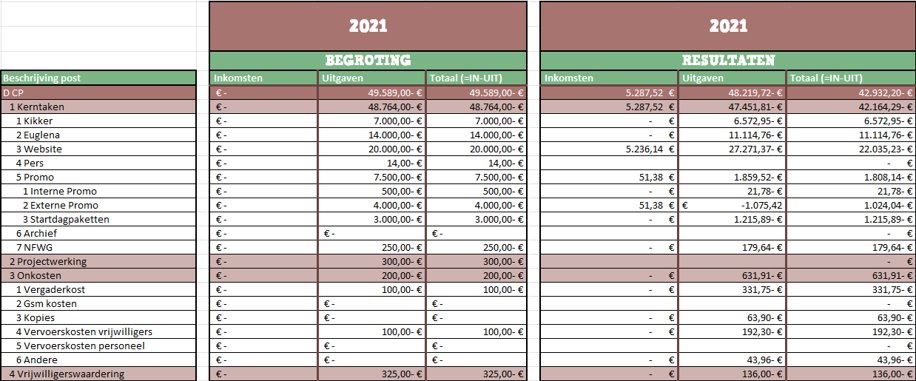 2021 2021
BEGROTING RESULTATEN
Beschrijving post Inkomsten Uitgaven Totaal (=IN-UIT) Inkomsten Uitgaven Totaal (=IN-UIT)
D CP € - 49.589,00- € 49.589,00- € 5.287,52 € 48.219,72- € 42.932,20- €
1 Kerntaken € - 48.764,00- € 48.764,00- € 5.287,52 € 47.451,81- € 42.164,29- €
1 Kikker € - 7.000,00- € 7.000,00- € - € 6.572,95- € 6.572,95- €
2 Euglena € - 14.000,00- € 14.000,00- € - € 11.114,76- € 11.114,76- €
3 Website € - 20.000,00- € 20.000,00- € 5.236,14 € 27.271,37- € 22.035,23- €
4 Pers € - 14,00- € 14,00- € - €
5 Promo € - 7.500,00- € 7.500,00- € 51,38 € 1.859,52- € 1.808,14- €
1 Interne Promo € - 500,00- € 500,00- € - € 21,78- € 21,78- €
2 Externe Promo € - 4.000,00- € 4.000,00- € 51,38 € € -1.075,42 1.024,04- €
3 Startdagpaketten € - 3.000,00- € 3.000,00- € - € 1.215,89- € 1.215,89- €
6 Archief € - € - € - - €
7 NFWG € - 250,00- € 250,00- € - € 179,64- € 179,64- €
2 Projectwerking € - 300,00- € 300,00- € - €
3 Onkosten € - 200,00- € 200,00- € - € 631,91- € 631,91- €
1 Vergaderkost € - 100,00- € 100,00- € - € 331,75- € 331,75- €
2 Gsm kosten € - € - € - - €
3 Kopies € - € - € - - € 63,90- € 63,90- €
4 Vervoerskosten vrijwilligers € - 100,00- € 100,00- € - € 192,30- € 192,30- €
5 Vervoerskosten personeel € - € - € - - €
6 Andere € - € - € - - € 43,96- € 43,96- €
4 Vrijwilligerswaardering € - 325,00- € 325,00- € - € 136,00- € 136,00- €